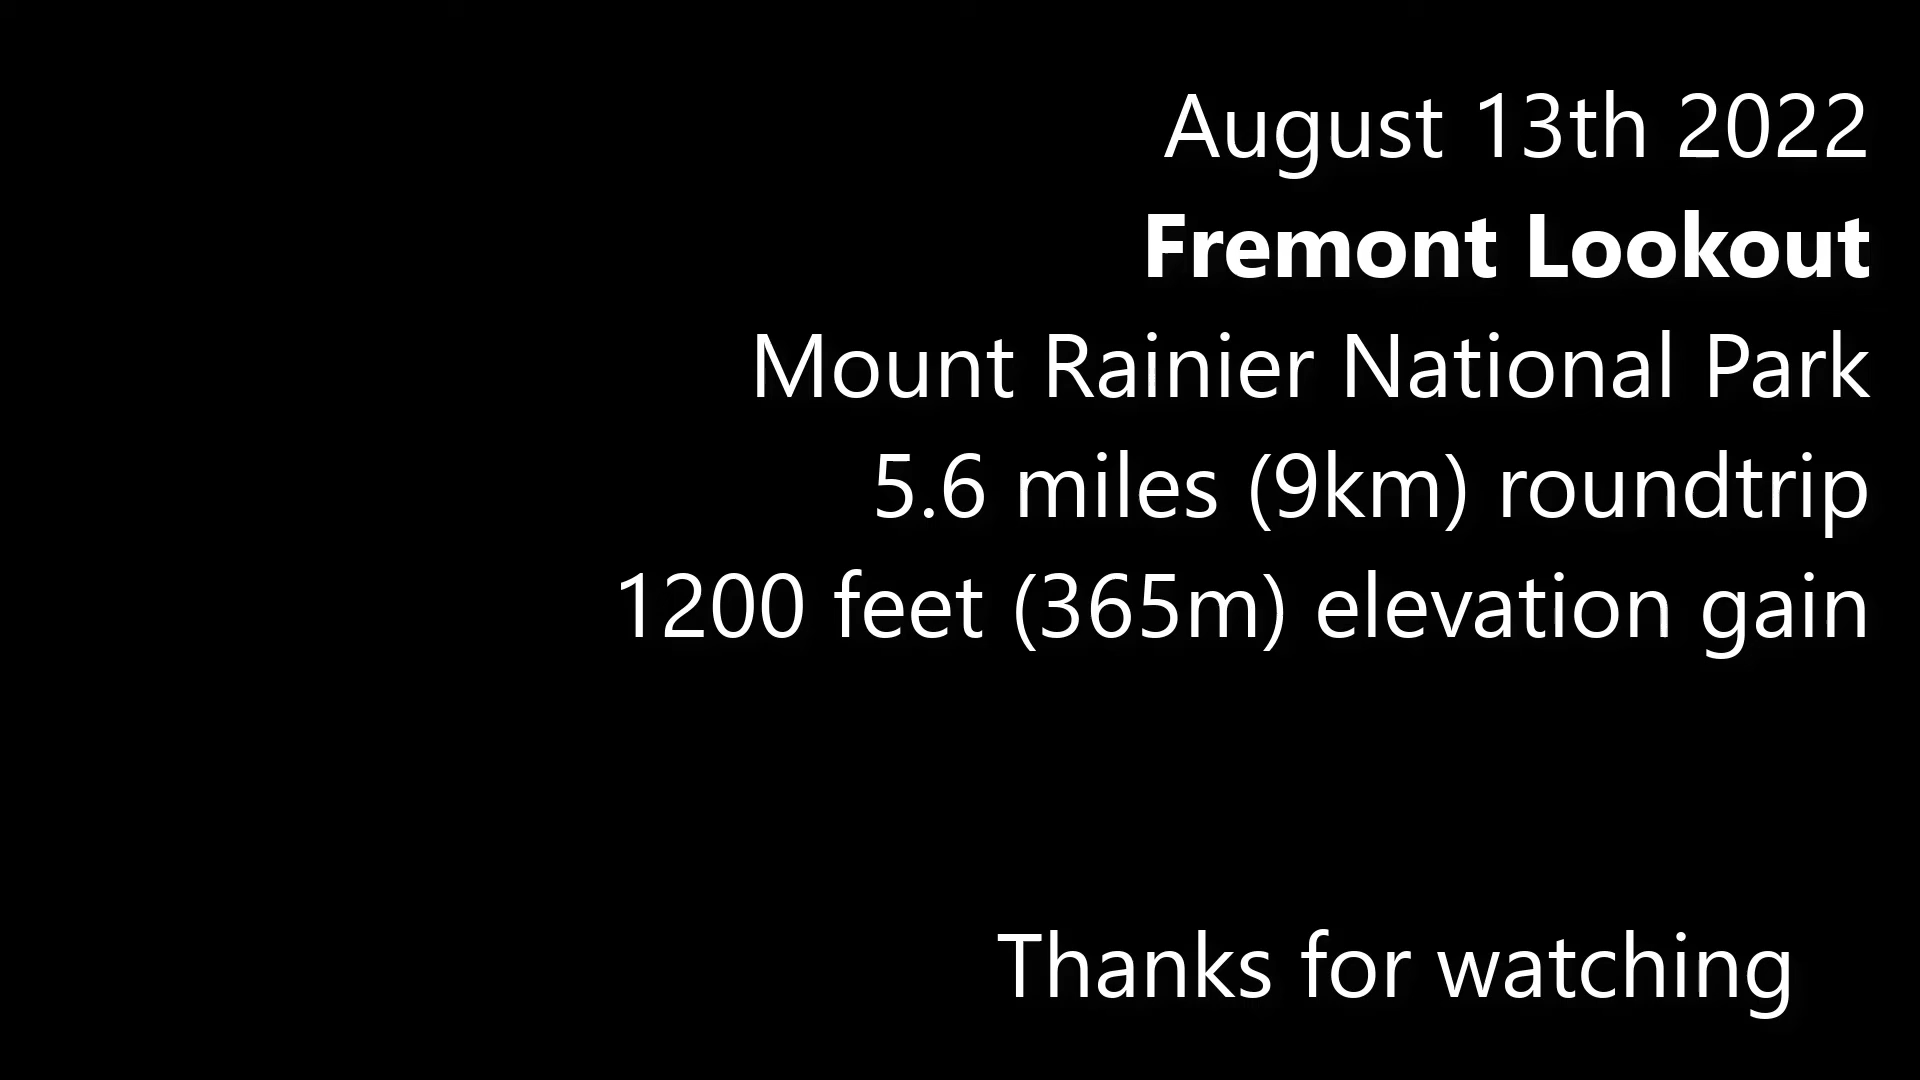 August 13th 2022
Fremont Lookout
Mount Rainier National Park
5.6 miles (9km) roundtrip
1200 feet (365m) elevation gain
Thanks for watching